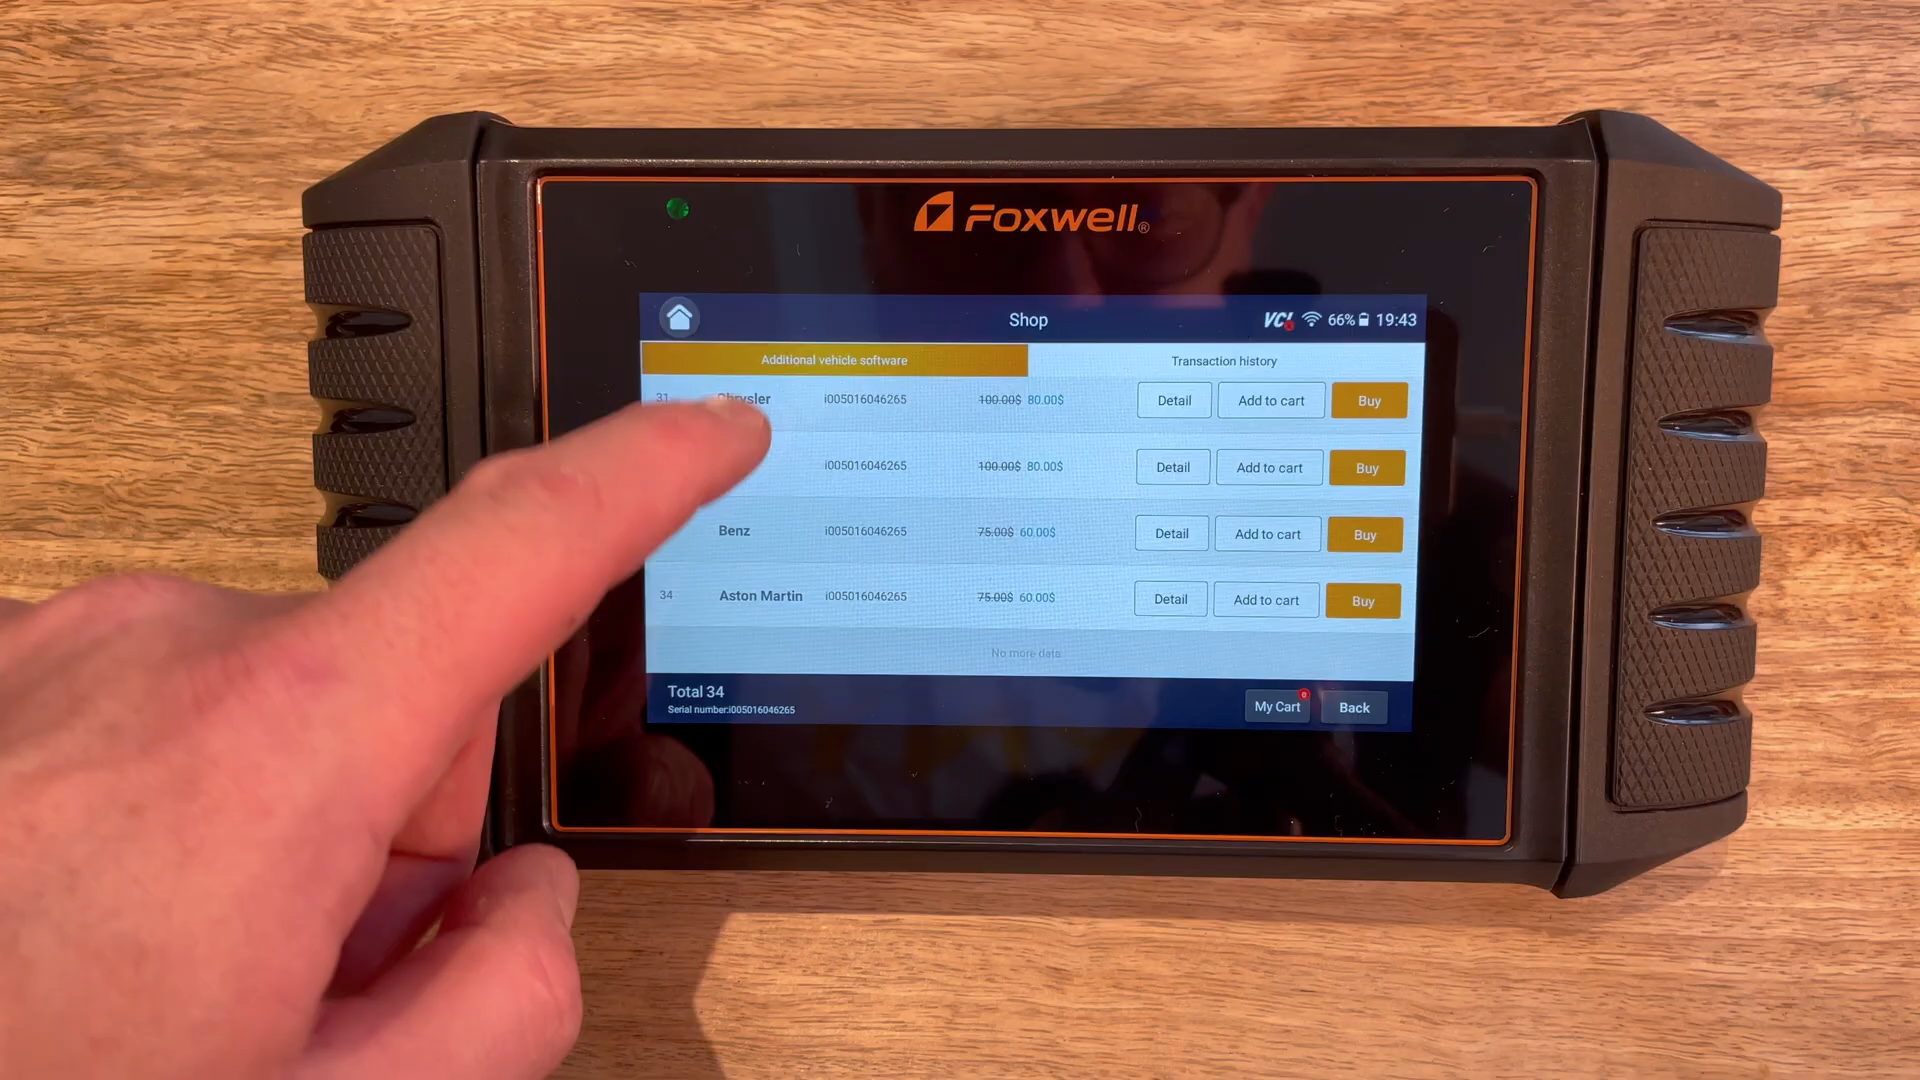 Foxwell®
Shop
VCI 66% 19:43
Additional vehicle software
Transaction history
31 Chrysler i005016046265 100.00$ 80.00$ Detail Add to cart Buy
i005016046265 100.00$ 80.00$ Detail Add to cart Buy
Benz i005016046265 75.00$ 60.00$ Detail Add to cart Buy
34 Aston Martin i005016046265 75.00$ 60.00$ Detail Add to cart Buy
No more data
Total 34
Serial number:i005016046265
My Cart 0
Back